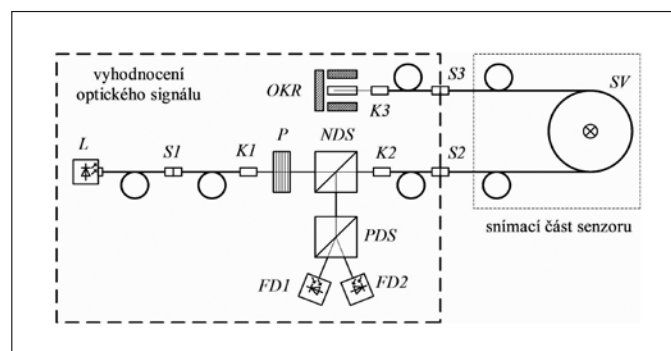 vyhodnocení
optického signálu
OKR
K3
S3
SV
L
S1
K1
P
NDS
K2
S2
PDS
FD1
FD2
snímací část senzoru